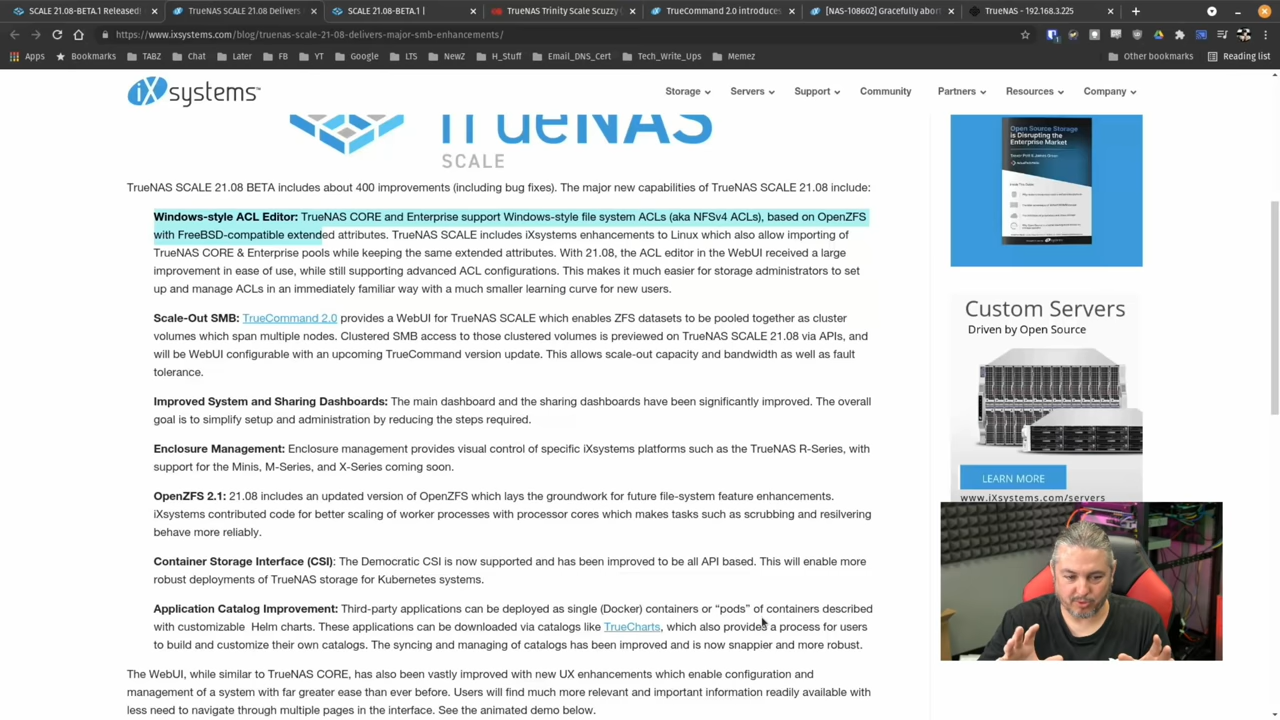 SCALE 21.08-BETA.1 Released!
TrueNAS SCALE 21.08 Delivers
SCALE 21-BETA.1 |
TrueNAS Trinity Scale Scuzzy
TrueCommand 2.0 introduces
[NAS-108602] Gracefully abort
TrueNAS - 192.168.3.225
https://www.ixsystems.com/blog/truenas-scale-21-08-delivers-major-smb-enhancements/
Apps
Bookmarks
TABZ
Chat
Later
FB
YT
Google
LTS
NewZ
H_Stuff
Email_DNS_Cert
Tech_Write_Ups
Memez
Other bookmarks
Reading list
iXsystems™
Storage
Servers
Support
Community
Partners
Resources
Company
TrueNAS
SCALE
Open Source Storage
is Disrupting the
Enterprise Market
TrueNAS SCALE 21.08 BETA includes about 400 improvements (including bug fixes). The major new capabilities of TrueNAS SCALE 21.08 include:
Windows-style ACL Editor: TrueNAS CORE and Enterprise support Windows-style file system ACLs (aka NFSv4 ACLs), based on OpenZFS
with FreeBSD-compatible extended attributes. TrueNAS SCALE includes iXsystems enhancements to Linux which also allow importing of
TrueNAS CORE & Enterprise pools while keeping the same extended attributes. With 21.08, the ACL editor in the WebUI received a large
improvement in ease of use, while still supporting advanced ACL configurations. This makes it much easier for storage administrators to set
up and manage ACLs in an immediately familiar way with a much smaller learning curve for new users.
Scale-Out SMB: TrueCommand 2.0 provides a WebUI for TrueNAS SCALE which enables ZFS datasets to be pooled together as cluster
volumes which span multiple nodes. Clustered SMB access to those clustered volumes is previewed on TrueNAS SCALE 21.08 via APIs, and
will be WebUI configurable with an upcoming TrueCommand version update. This allows scale-out capacity and bandwidth as well as fault
tolerance.
Improved System and Sharing Dashboards: The main dashboard and the sharing dashboards have been significantly improved. The overall
goal is to simplify setup and administration by reducing the steps required.
Enclosure Management: Enclosure management provides visual control of specific iXsystems platforms such as the TrueNAS R-Series, with
support for the Minis, M-Series, and X-Series coming soon.
OpenZFS 2.1: 21.08 includes an updated version of OpenZFS which lays the groundwork for future file-system feature enhancements.
iXsystems contributed code for better scaling of worker processes with processor cores which makes tasks such as scrubbing and resilvering
behave more reliably.
Container Storage Interface (CSI): The Democratic CSI is now supported and has been improved to be all API based. This will enable more
robust deployments of TrueNAS storage for Kubernetes systems.
Application Catalog Improvement: Third-party applications can be deployed as single (Docker) containers or “pods” of containers described
with customizable Helm charts. These applications can be downloaded via catalogs like TrueCharts, which also provides a process for users
to build and customize their own catalogs. The syncing and managing of catalogs has been improved and is now snappier and more robust.
The WebUI, while similar to TrueNAS CORE, has also been vastly improved with new UX enhancements which enable configuration and
management of a system with far greater ease than ever before. Users will find much more relevant and important information readily available with
less need to navigate through multiple pages in the interface. See the animated demo below.
Custom Servers
Driven by Open Source
LEARN MORE
www.iXsystems.com/servers